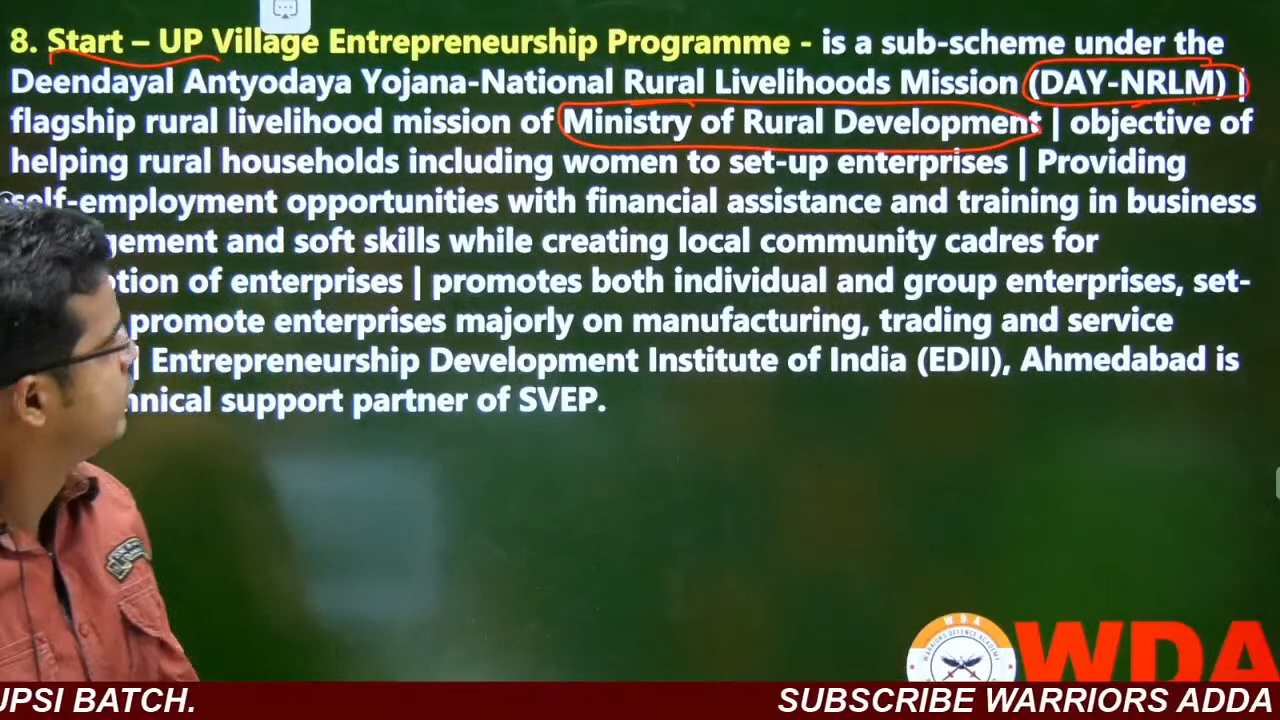 8. Start – UP Village Entrepreneurship Programme - is a sub-scheme under the
Deendayal Antyodaya Yojana-National Rural Livelihoods Mission (DAY-NRLM) |
flagship rural livelihood mission of Ministry of Rural Development | objective of
helping rural households including women to set-up enterprises | Providing
self-employment opportunities with financial assistance and training in business
and soft skills while creating local community cadres for
of enterprises | promotes both individual and group enterprises, set-
promote enterprises majorly on manufacturing, trading and service
| Entrepreneurship Development Institute of India (EDII), Ahmedabad is
support partner of SVEP.
WDA
WARRIORS DEFENCE ACADEMY
WDA
UPSI BATCH.
SUBSCRIBE WARRIORS ADDA